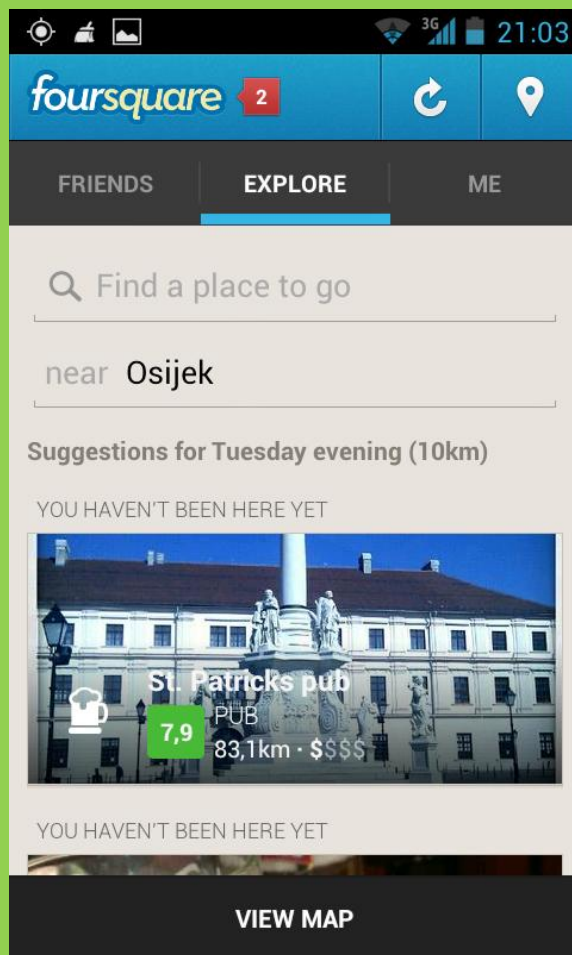 3G 21:03
foursquare 2
FRIENDS EXPLORE ME
Find a place to go
near Osijek
Suggestions for Tuesday evening (10km)
YOU HAVEN'T BEEN HERE YET
St. Patricks pub
7,9 PUB
83,1km · $$$$
YOU HAVEN'T BEEN HERE YET
VIEW MAP